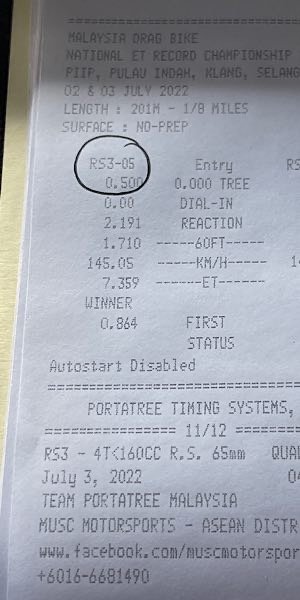 ====================================
MALAYSIA DRAG BIKE
NATIONAL ET RECORD CHAMPIONSHIP
PIIP, PULAU INDAH, KLANG, SELANG
02 & 03 JULY 2022
LENGTH : 201M - 1/8 MILES
SURFACE : NO-PREP
RS3-05 Entry RS
0.500 0.000 TREE
0.00 DIAL-IN
2.191 REACTION
1.710 -----60FT------
145.05 -----KM/H------ 1
7.359 ------ET------
WINNER
0.864 FIRST
STATUS
Autostart Disabled
====================================
PORTATREE TIMING SYSTEMS,
=============== 11/12 ==========
RS3 - 4T<160CC R.S. 65mm QUAL
July 3, 2022 0
TEAM PORTATREE MALAYSIA
MUSC MOTORSPORTS - ASEAN DISTR
www.facebook.com/muscmotorspor
+6016-6681490